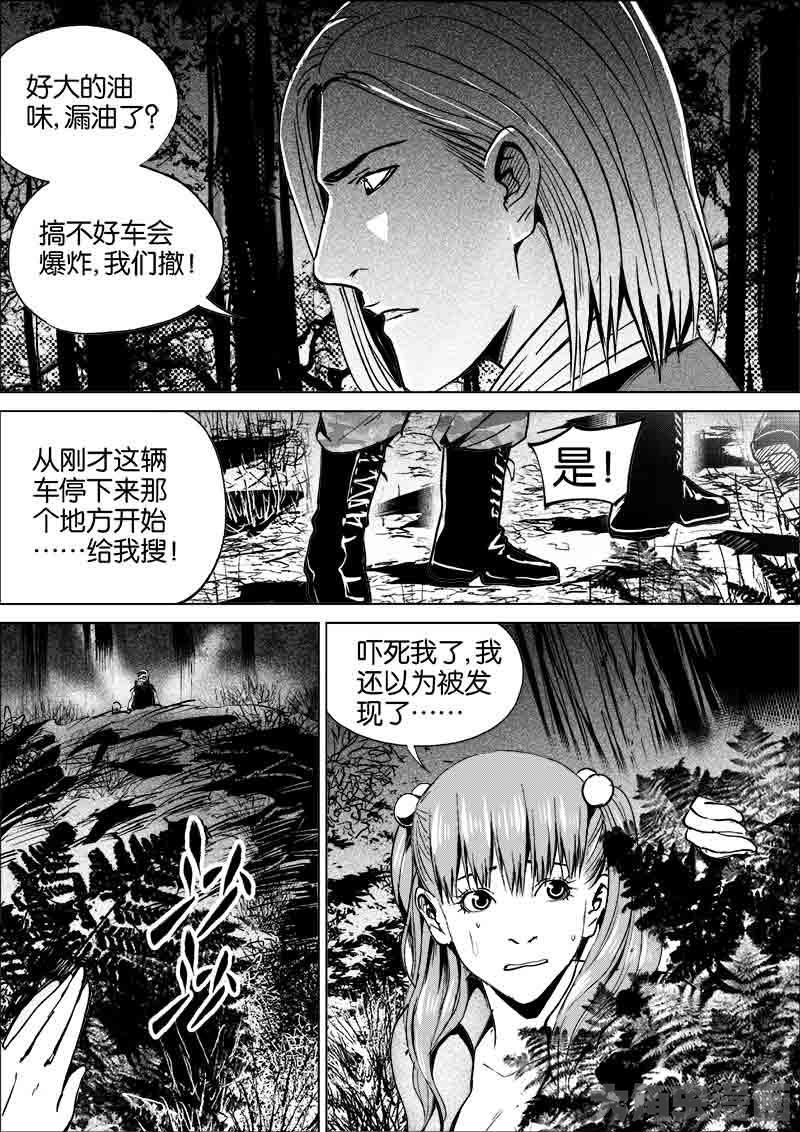 好大的油
味,漏油了?
搞不好车会
爆炸,我们撤!
从刚才这辆
车停下来那
个地方开始
……给我搜!
是!
吓死我了,我
还以为被发
现了……
沙
沙